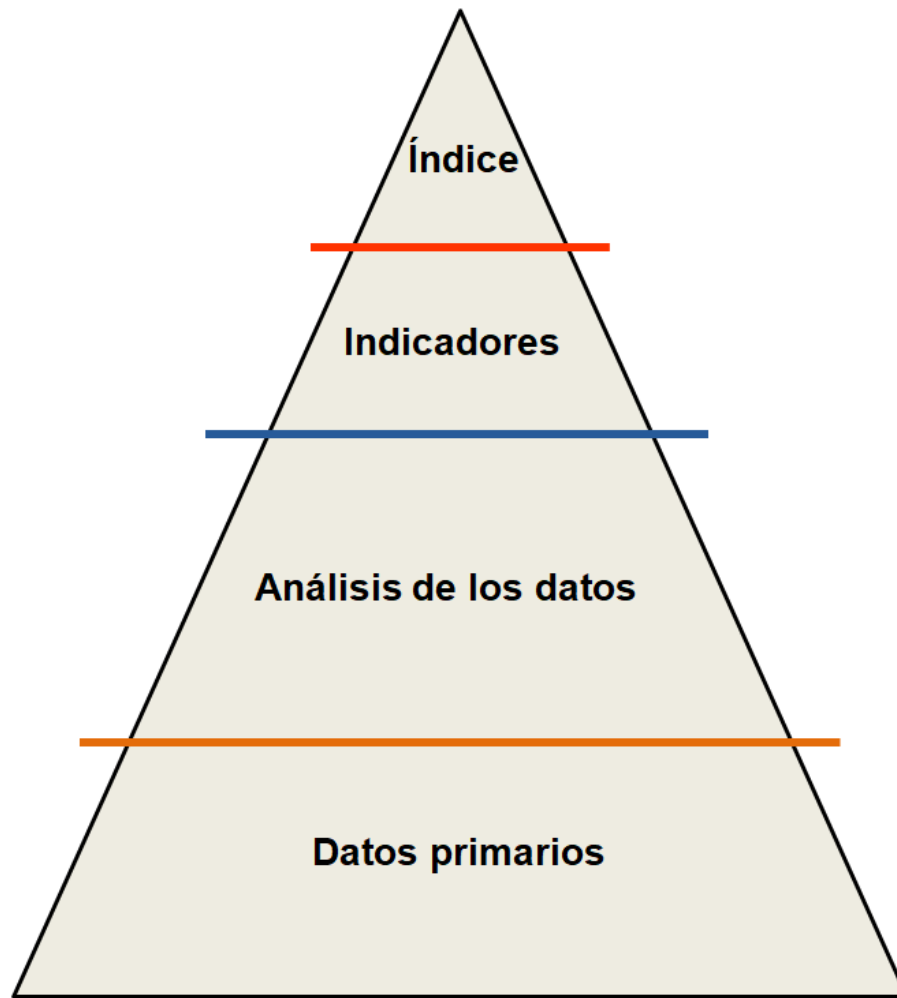 Índice
Indicadores
Análisis de los datos
Datos primarios